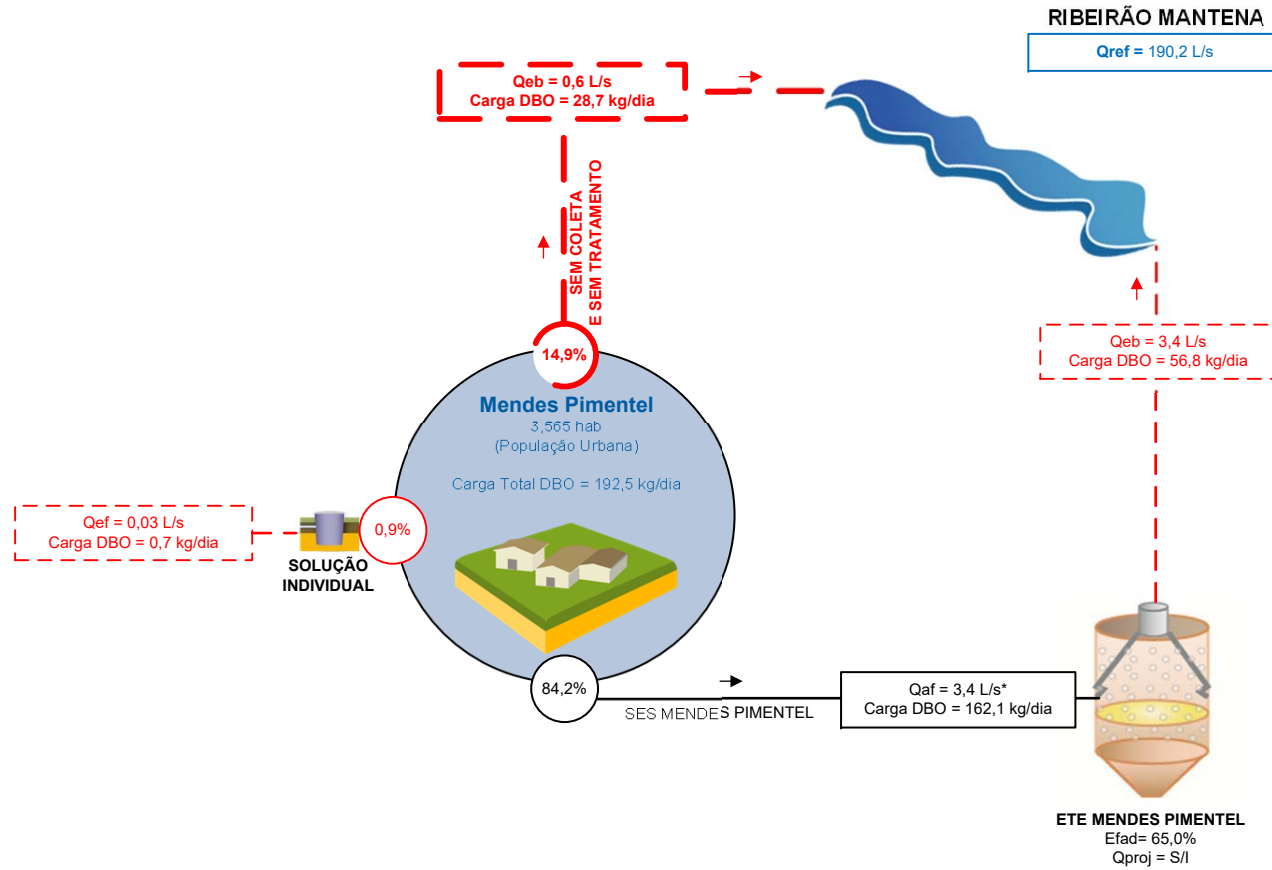 RIBEIRÃO MANTENA
Qref = 190,2 L/s
Qeb = 0,6 L/s
Carga DBO = 28,7 kg/dia
SEM COLETA
E SEM TRATAMENTO
Qeb = 3,4 L/s
Carga DBO = 56,8 kg/dia
14,9%
Mendes Pimentel
3,565 hab
(População Urbana)
Carga Total DBO = 192,5 kg/dia
Qef = 0,03 L/s
Carga DBO = 0,7 kg/dia
0,9%
SOLUÇÃO
INDIVIDUAL
84,2%
SES MENDES PIMENTEL
Qaf = 3,4 L/s*
Carga DBO = 162,1 kg/dia
ETE MENDES PIMENTEL
Efad= 65,0%
Qproj = S/I